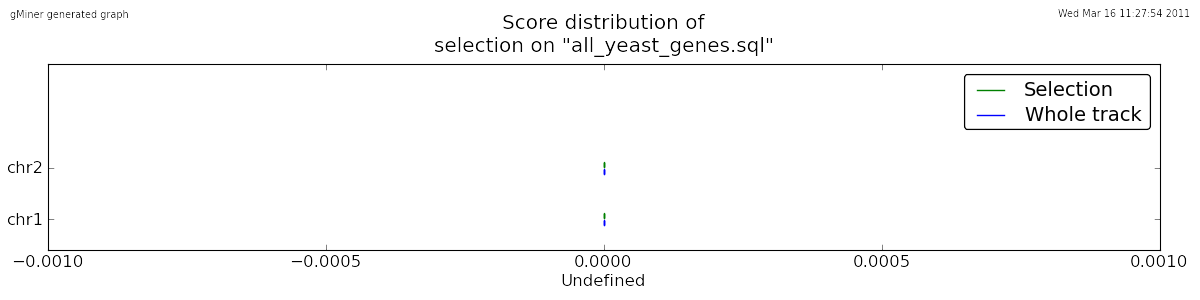 gMiner generated graph
Wed Mar 16 11:27:54 2011
Score distribution of
selection on "all_yeast_genes.sql"
Selection
Whole track
chr2
chr1
−0.0010
−0.0005
0.0000
0.0005
0.0010
Undefined